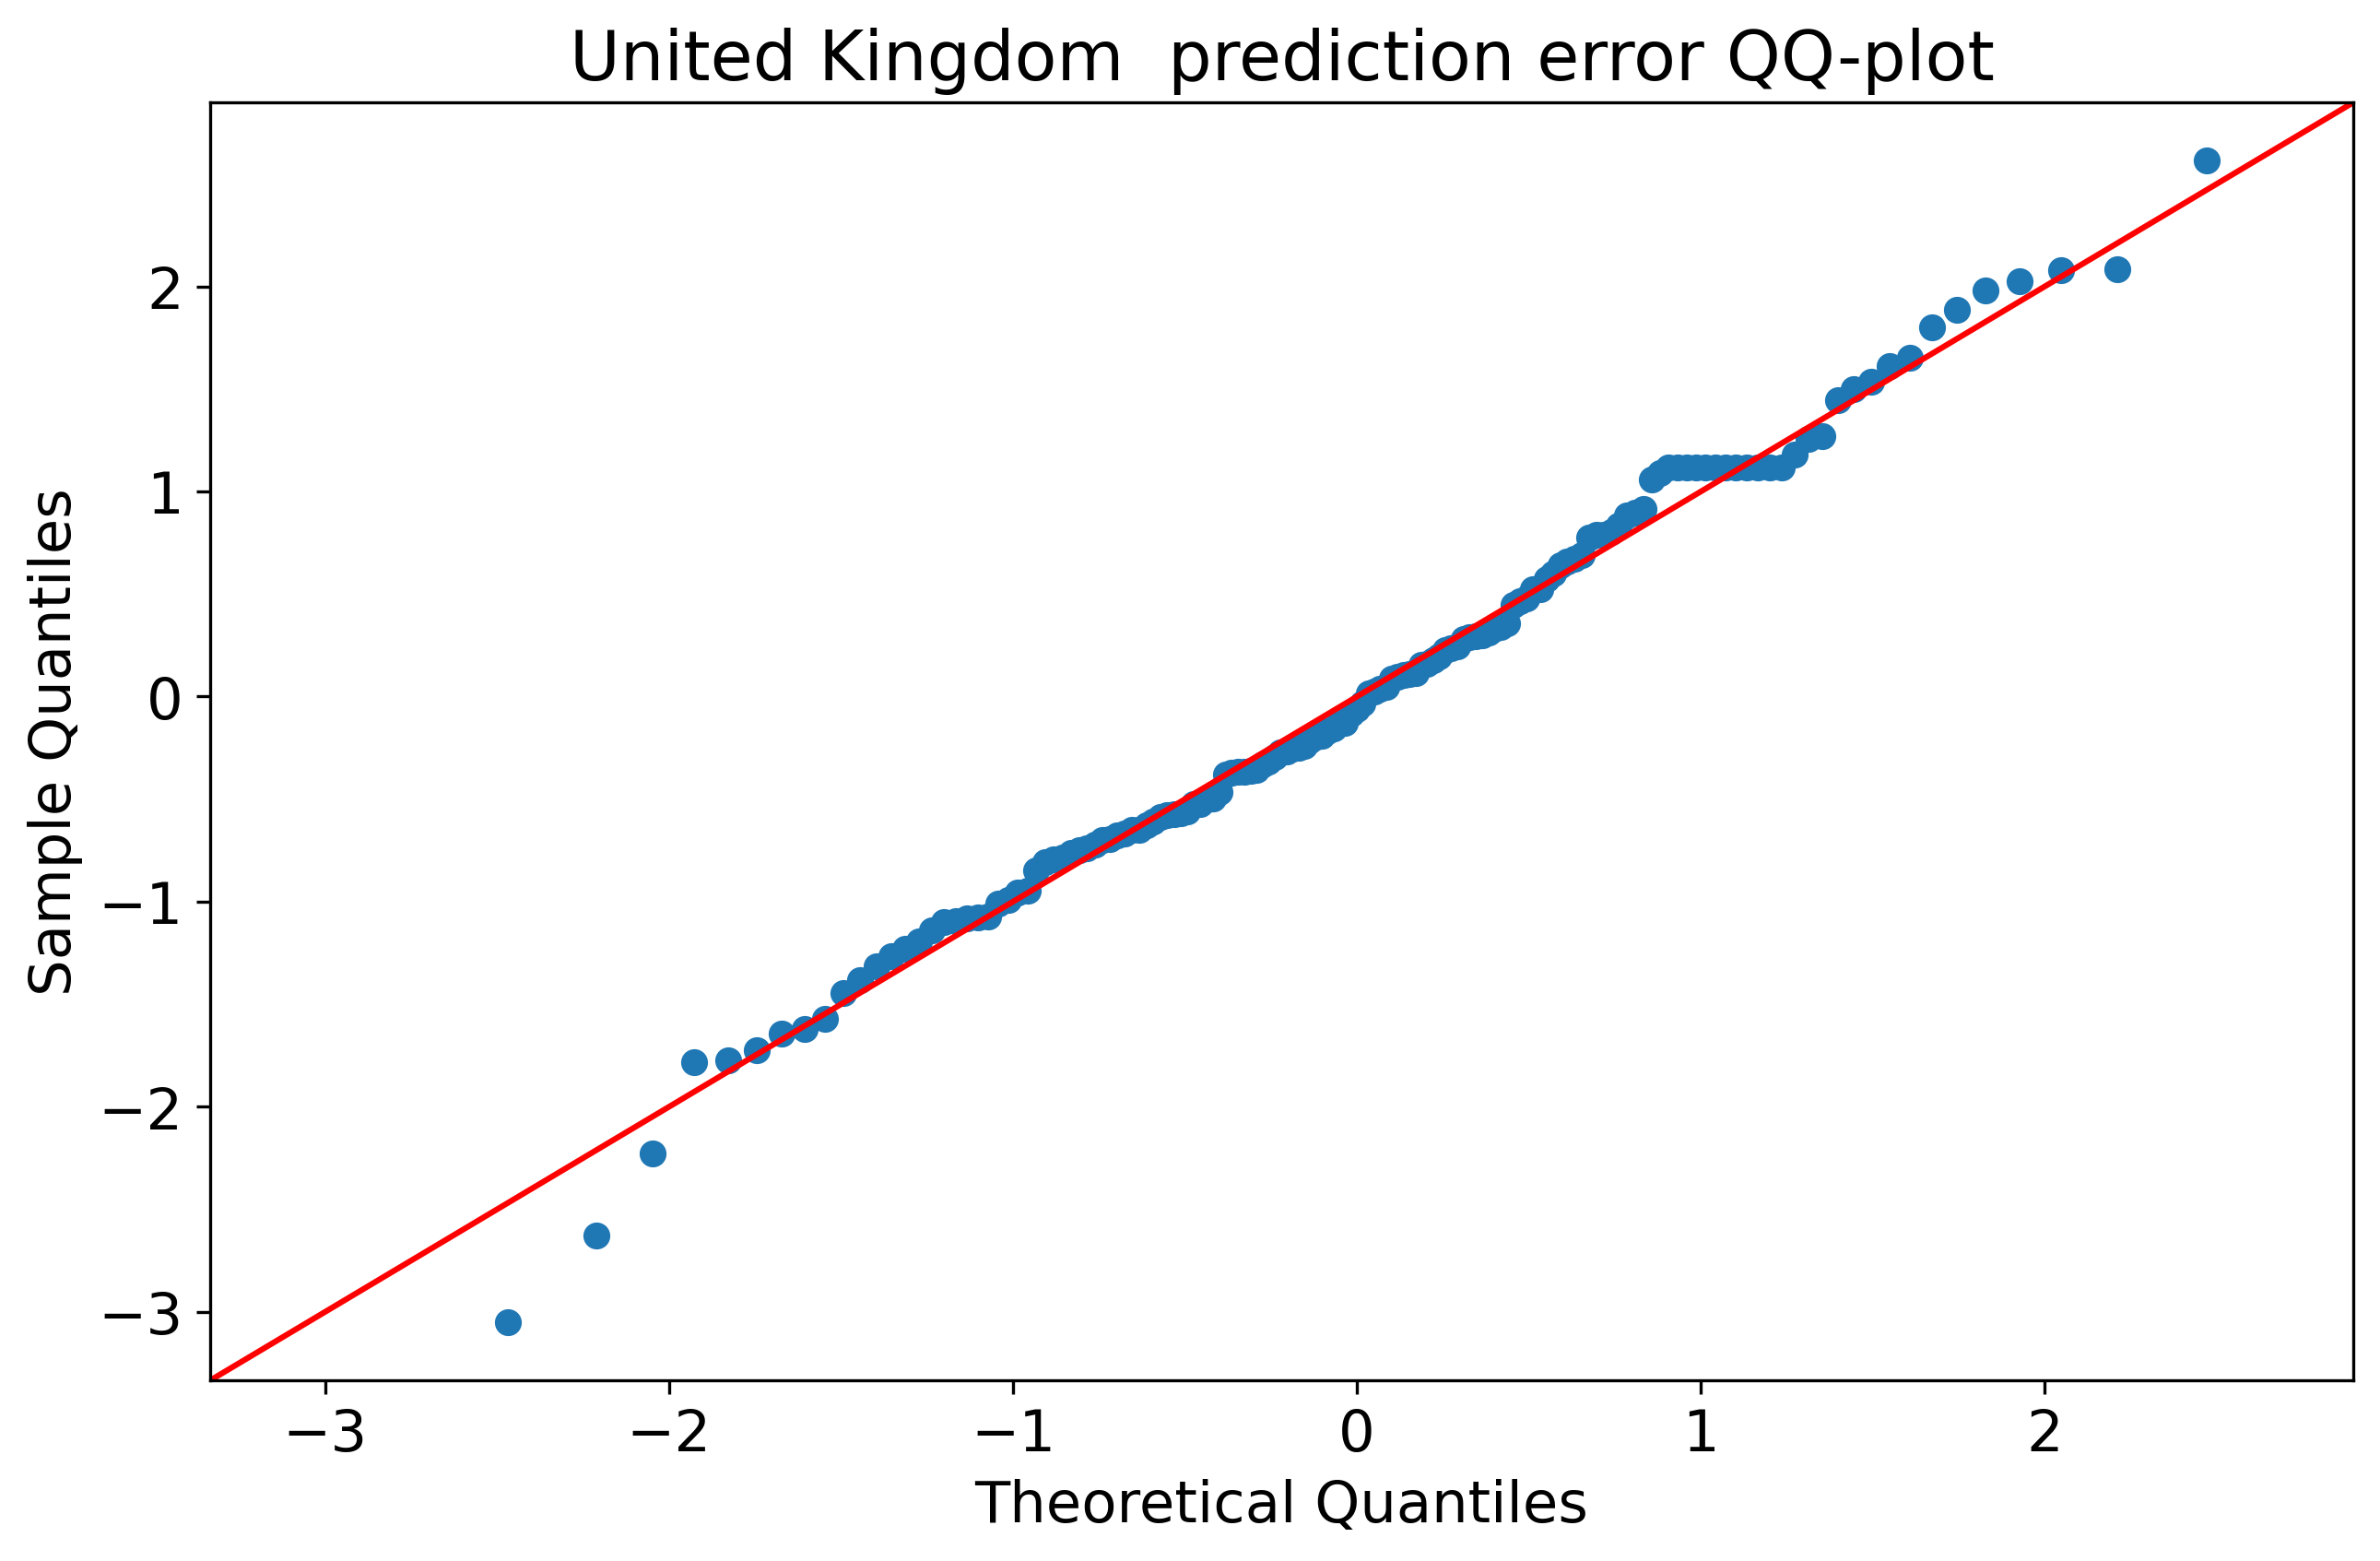 United Kingdom  prediction error QQ-plot
Sample Quantiles
2
1
0
−1
−2
−3
−3 −2 −1 0 1 2
Theoretical Quantiles